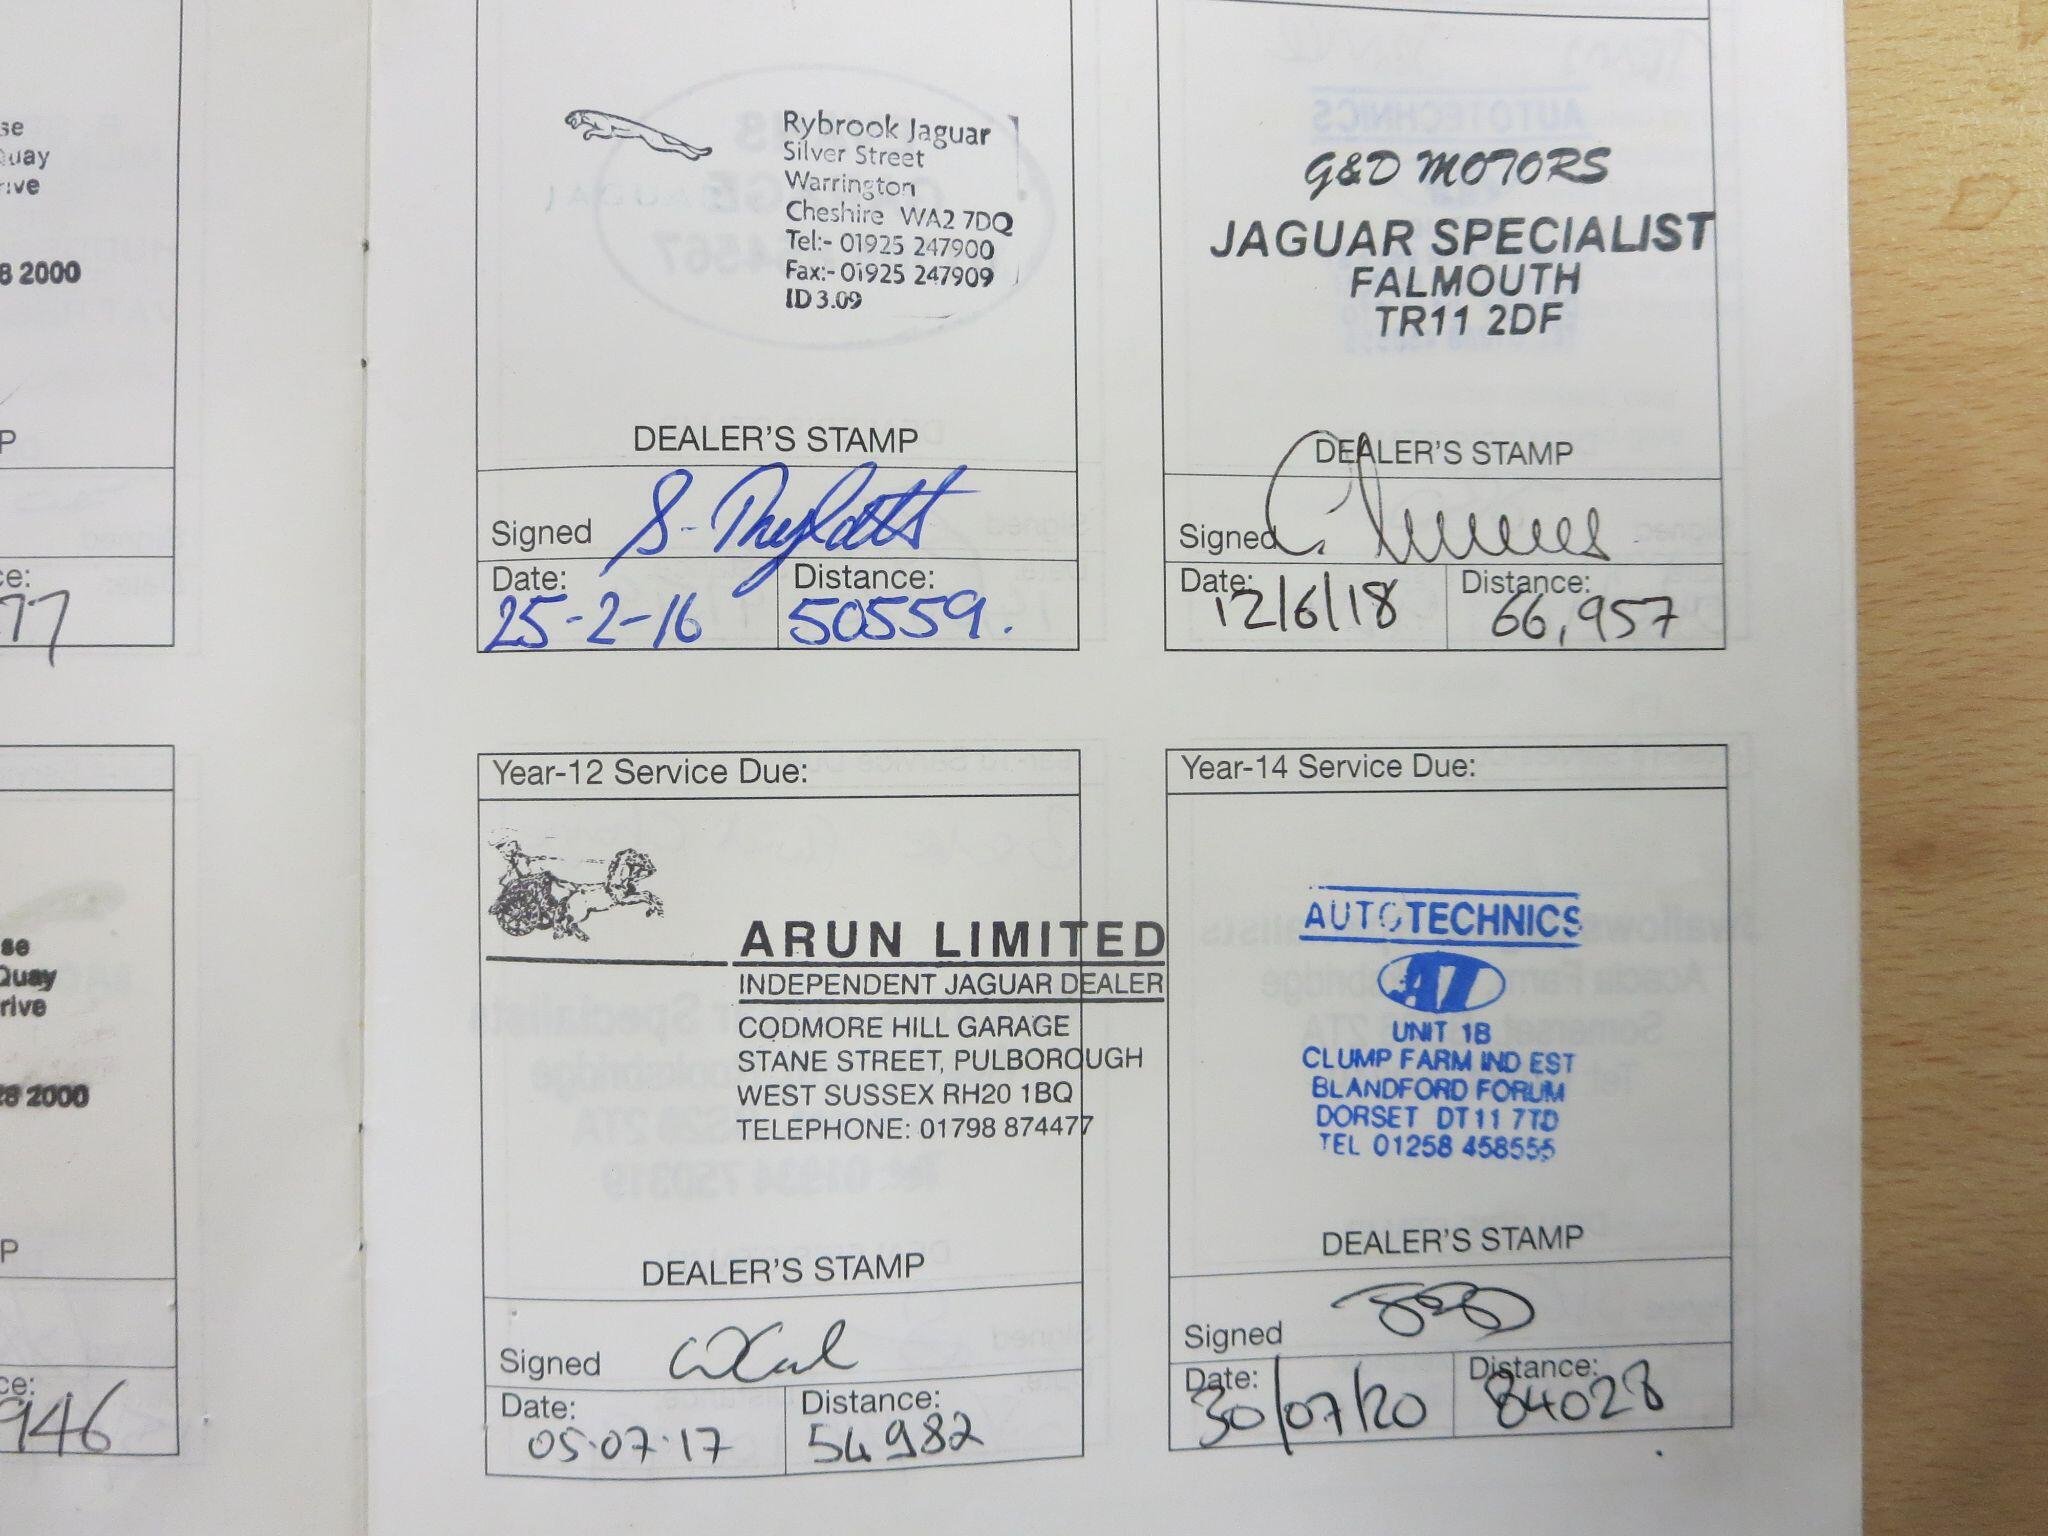 se
Quay
rive
8 2000
P
ce:
77
se
Quay
rive
28 2000
P
ce:
946
Rybrook Jaguar
Silver Street
Warrington
Cheshire WA2 7DQ
Tel:- 01925 247900
Fax:- 01925 247909
ID 3.09
DEALER'S STAMP
Signed
Date: Distance:
25-2-16 50559.
G&D MOTORS
JAGUAR SPECIALIST
FALMOUTH
TR11 2DF
DEALER'S STAMP
Signed
Date: Distance:
12/6/18 66,957
Year-12 Service Due:
ARUN LIMITED
INDEPENDENT JAGUAR DEALER
CODMORE HILL GARAGE
STANE STREET, PULBOROUGH
WEST SUSSEX RH20 1BQ
TELEPHONE: 01798 874477
DEALER'S STAMP
Signed
Date: Distance:
05.07.17 54982
Year-14 Service Due:
AUTOTECHNICS
UNIT 1B
CLUMP FARM IND EST
BLANDFORD FORUM
DORSET DT11 7TD
TEL 01258 458555
DEALER'S STAMP
Signed
Date: Distance:
30/07/20 84028